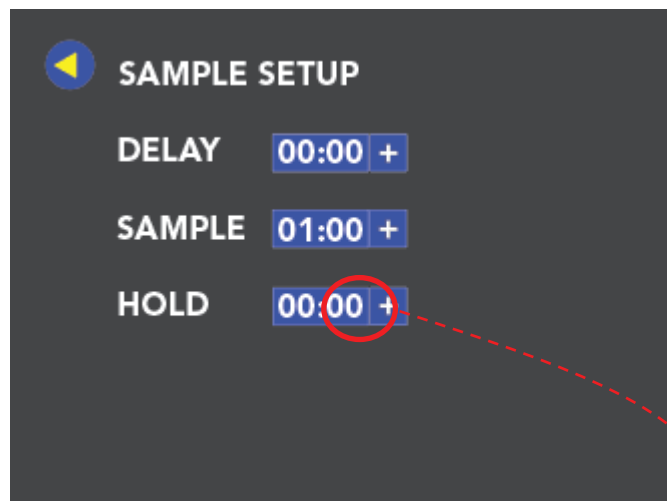 SAMPLE SETUP
DELAY 00:00 +
SAMPLE 01:00 +
HOLD 00:00 +